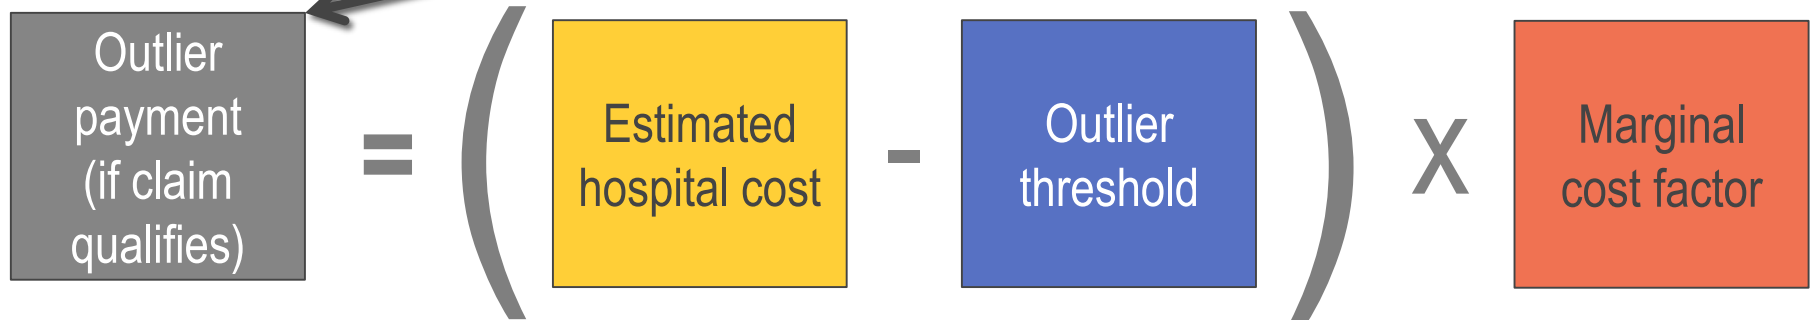 Outlier
payment
(if claim
qualifies)
=
(
Estimated
hospital cost
-
Outlier
threshold
)
X
Marginal
cost factor